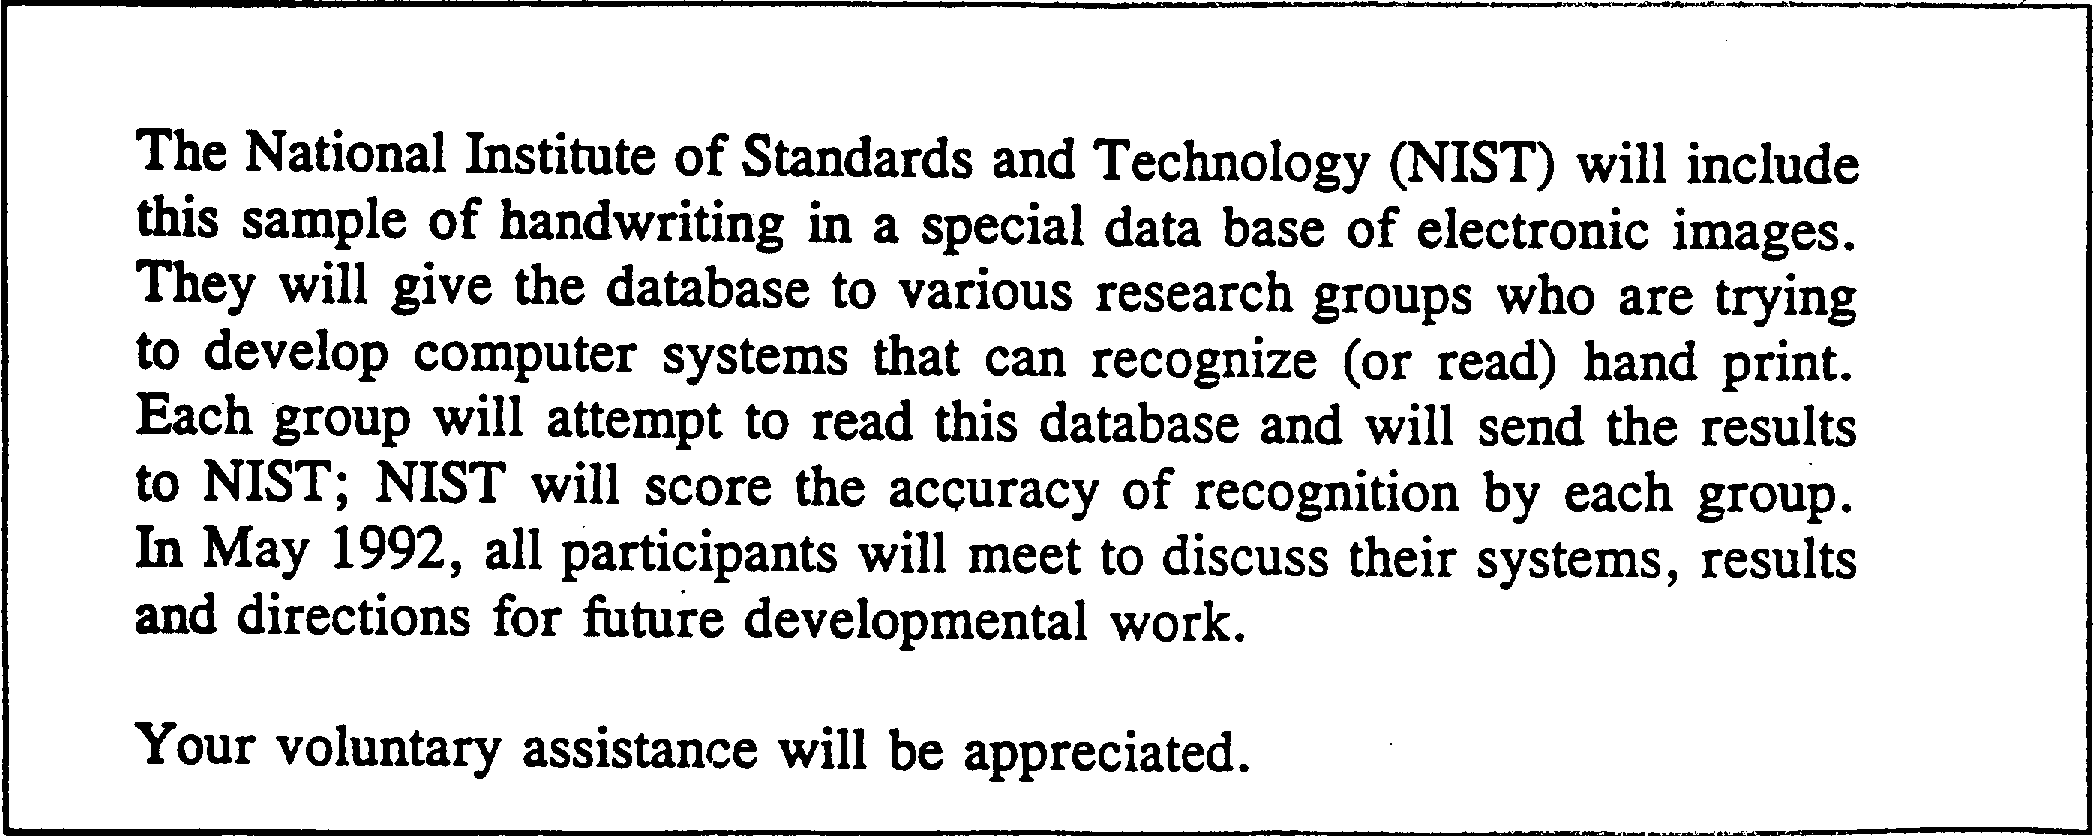 The National Institute of Standards and Technology (NIST) will include
this sample of handwriting in a special data base of electronic images.
They will give the database to various research groups who are trying
to develop computer systems that can recognize (or read) hand print.
Each group will attempt to read this database and will send the results
to NIST; NIST will score the accuracy of recognition by each group.
In May 1992, all participants will meet to discuss their systems, results
and directions for future developmental work.
Your voluntary assistance will be appreciated.